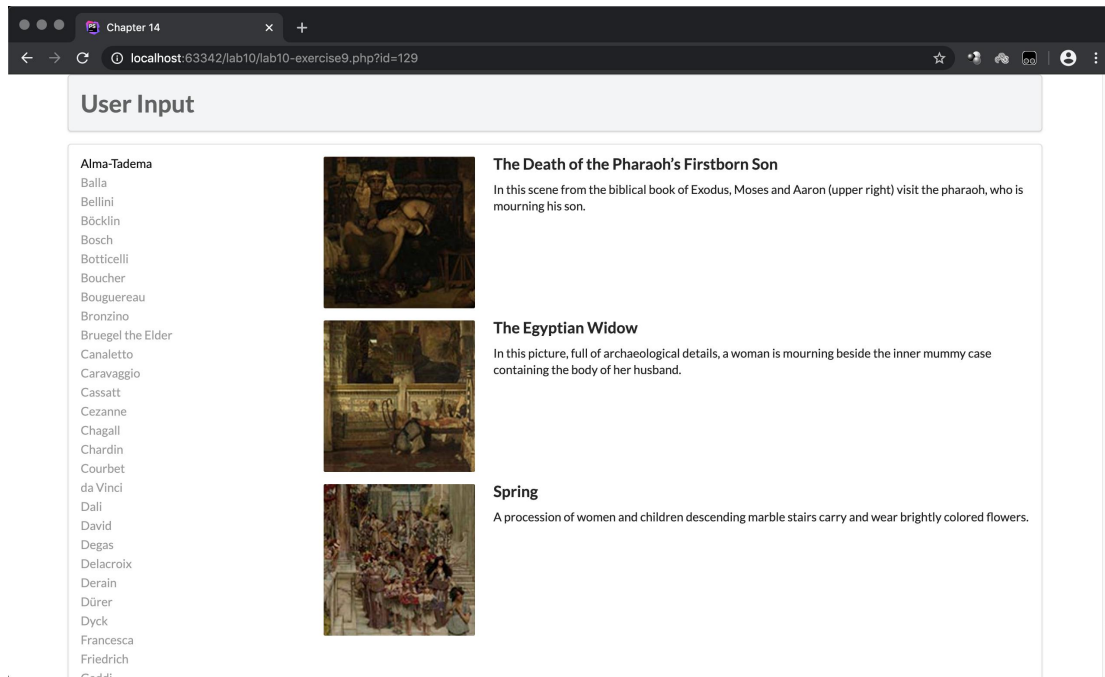 Chapter 14
localhost:63342/lab10/lab10-exercise9.php?id=129
User Input
Alma-Tadema
Balla
Bellini
Böcklin
Bosch
Botticelli
Boucher
Bouguereau
Bronzino
Bruegel the Elder
Canaletto
Caravaggio
Cassatt
Cezanne
Chagall
Chardin
Courbet
da Vinci
Dali
David
Degas
Delacroix
Derain
Dürer
Dyck
Francesca
Friedrich
The Death of the Pharaoh’s Firstborn Son
In this scene from the biblical book of Exodus, Moses and Aaron (upper right) visit the pharaoh, who is
mourning his son.
The Egyptian Widow
In this picture, full of archaeological details, a woman is mourning beside the inner mummy case
containing the body of her husband.
Spring
A procession of women and children descending marble stairs carry and wear brightly colored flowers.